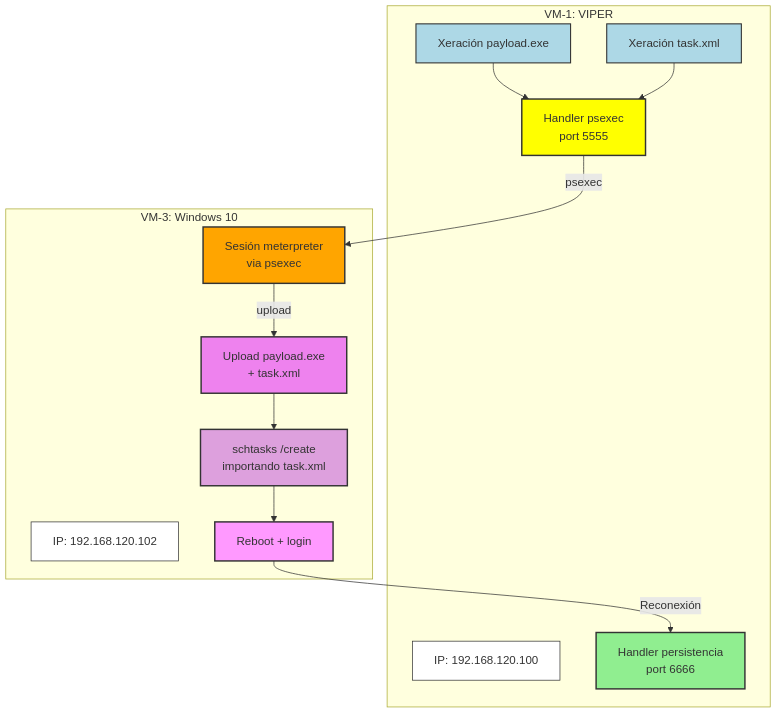 VM-1: VIPER
Xeración payload.exe
Xeración task.xml
Handler psexec
port 5555
psexec
VM-3: Windows 10
Sesión meterpreter
via psexec
upload
Upload payload.exe
+ task.xml
schtasks /create
importando task.xml
IP: 192.168.120.102
Reboot + login
Reconexión
IP: 192.168.120.100
Handler persistencia
port 6666